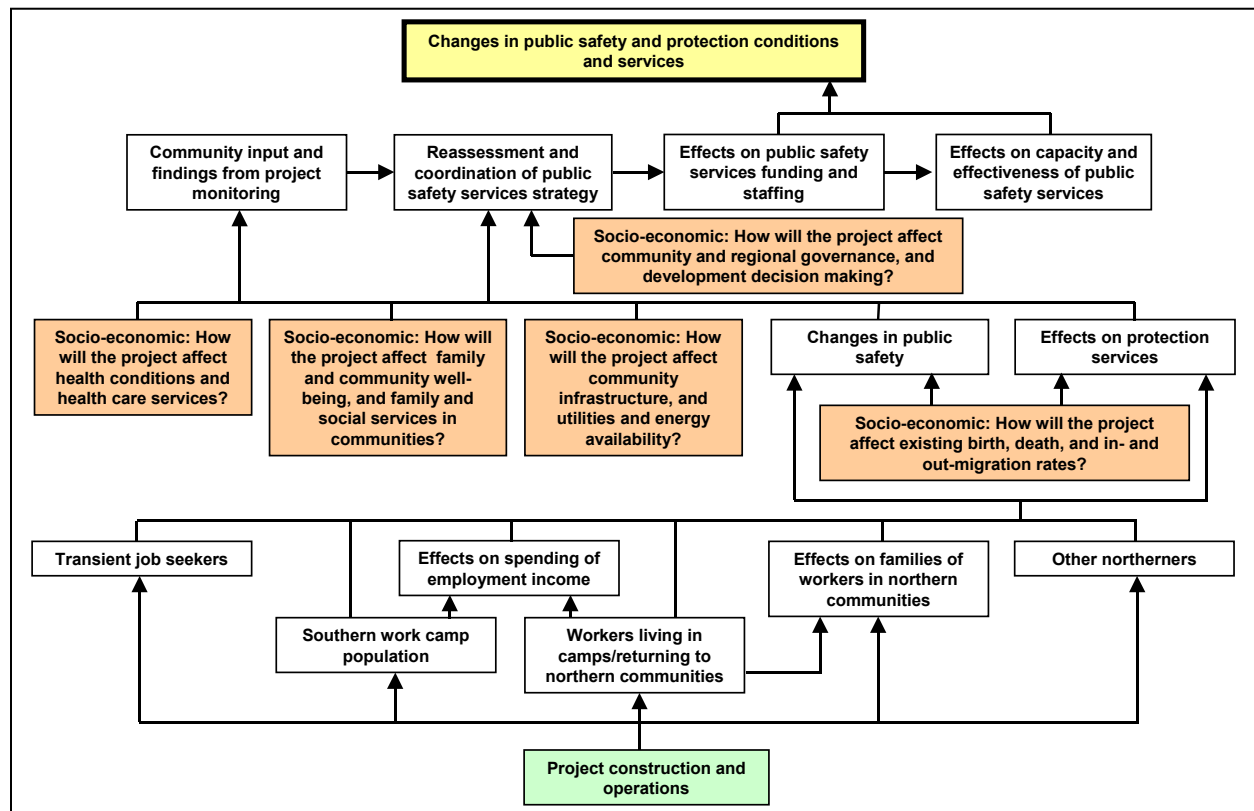 Changes in public safety and protection conditions
and services
Community input and
findings from project
monitoring
Reassessment and
coordination of public
safety services strategy
Effects on public safety
services funding and
staffing
Effects on capacity and
effectiveness of public
safety services
Socio-economic: How will the project affect
community and regional governance, and
development decision making?
Socio-economic: How
will the project affect
health conditions and
health care services?
Socio-economic: How will
the project affect family
and community well-
being, and family and
social services in
communities?
Socio-economic: How
will the project affect
community
infrastructure, and
utilities and energy
availability?
Changes in public
safety
Effects on protection
services
Socio-economic: How will the project
affect existing birth, death, and in- and
out-migration rates?
Transient job seekers
Effects on spending of
employment income
Effects on families of
workers in northern
communities
Other northerners
Southern work camp
population
Workers living in
camps/returning to
northern communities
Project construction and
operations